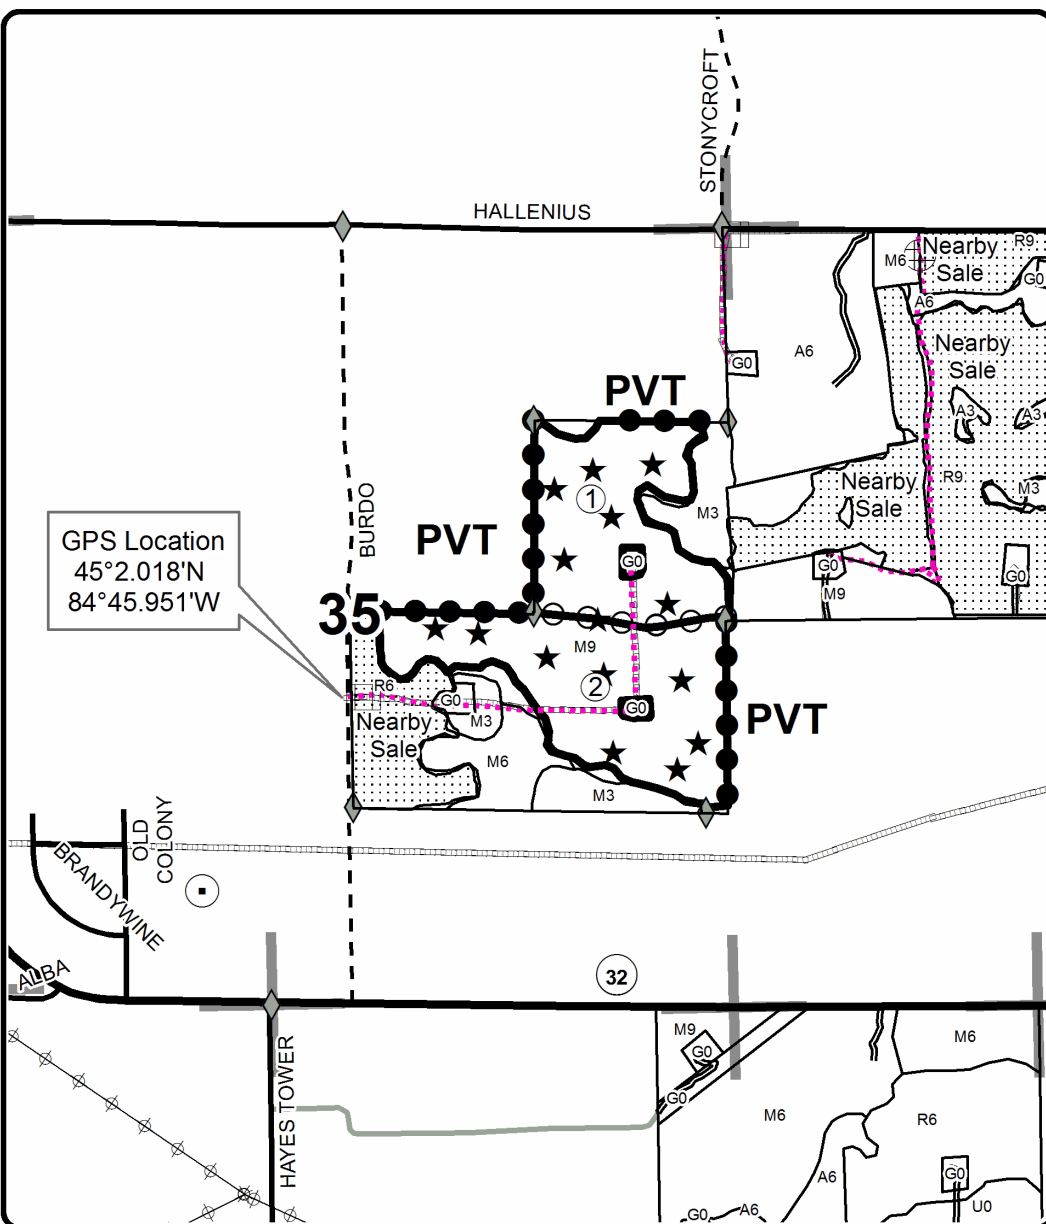 STONYCROFT
HALLENIUS
R9
Nearby
Sale
M6
G0
A6
Nearby
Sale
A6
G0
PVT
A3
A3
Nearby
Sale
R9
M3
1
M3
BURDO
PVT
GPS Location
45°2.018'N
84°45.951'W
G0
G0
G0
M9
35
M9
R6
2
G0
G0
M3
Nearby
Sale
PVT
M6
M3
OLD
COLONY
BRANDYWINE
ALBA
32
HAYES TOWER
M9
G0
M6
G0
M6
R6
A6
G0
G0
A6
U0